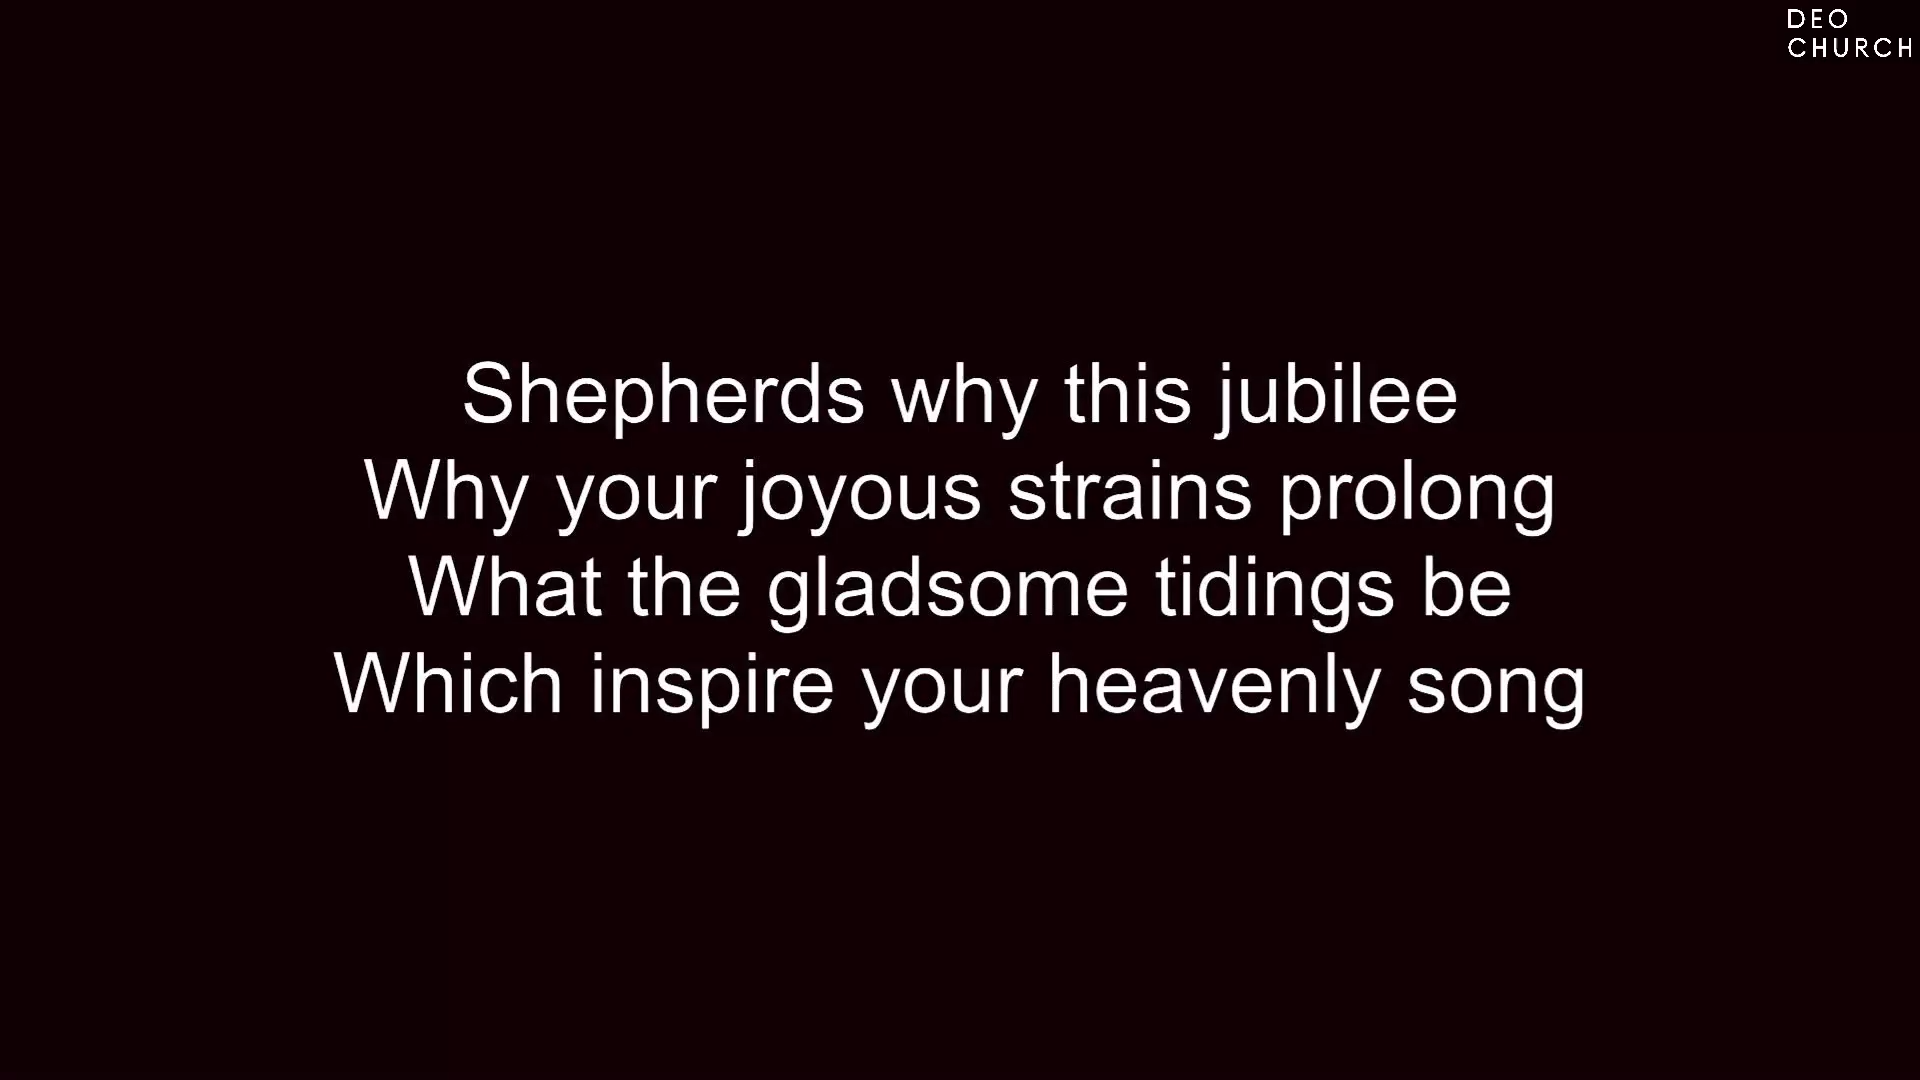 DEO
CHURCH
Shepherds why this jubilee
Why your joyous strains prolong
What the gladsome tidings be
Which inspire your heavenly song